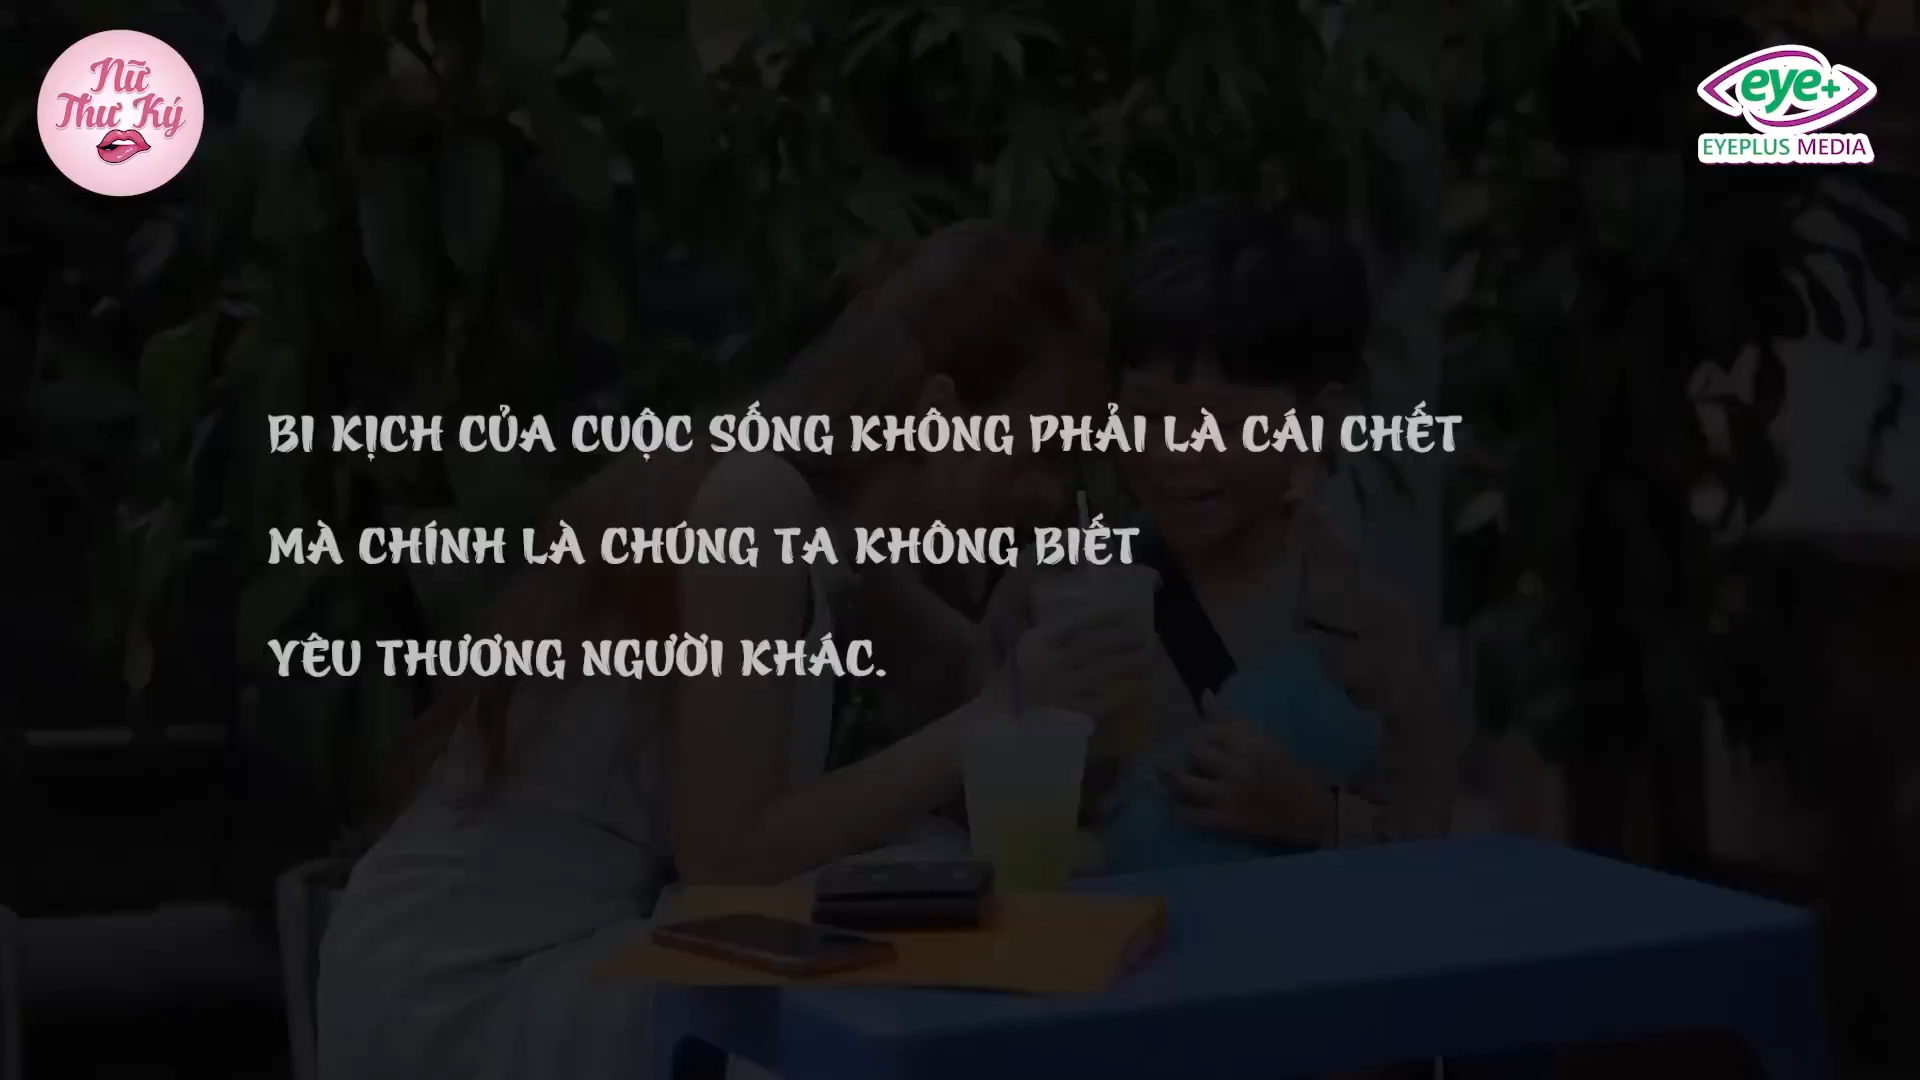 Nữ
Thư Ký
eye+
EYEPLUS MEDIA
BI KỊCH CỦA CUỘC SỐNG KHÔNG PHẢI LÀ CÁI CHẾT
MÀ CHÍNH LÀ CHÚNG TA KHÔNG BIẾT
YÊU THƯƠNG NGƯỜI KHÁC.